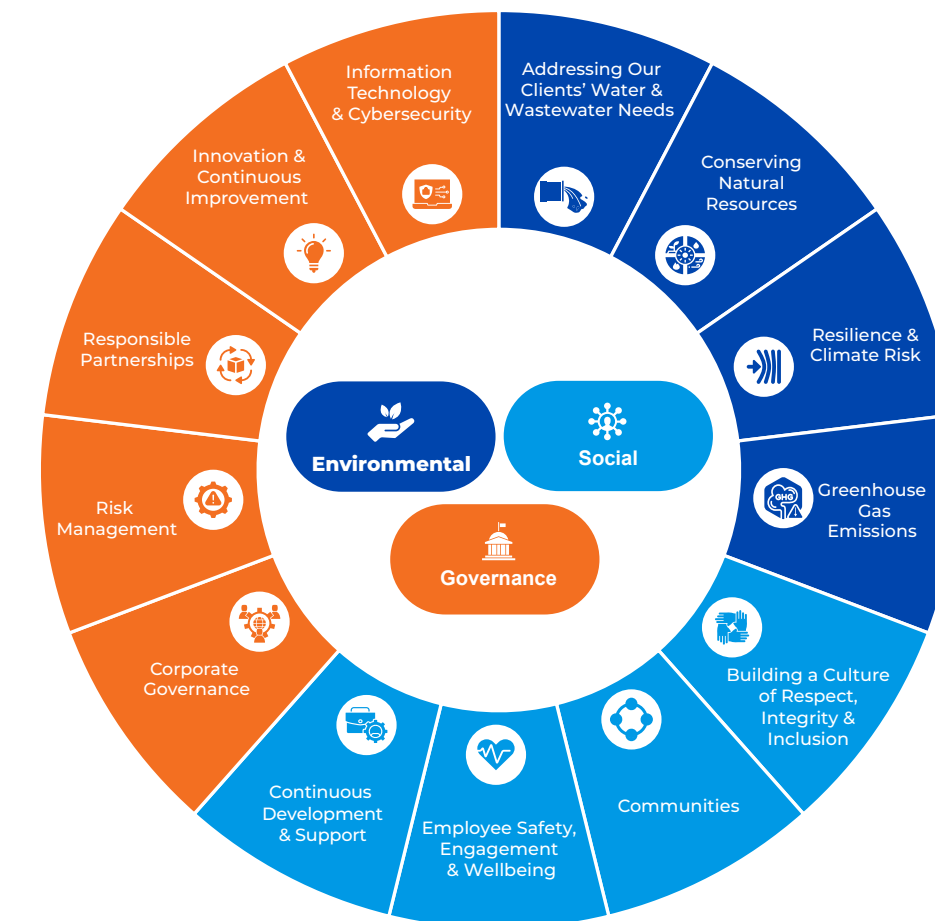 Information
Technology
& Cybersecurity
Addressing Our
Clients’ Water &
Wastewater Needs
Conserving
Natural
Resources
Resilience &
Climate Risk
Greenhouse
Gas
Emissions
GHG
Building a Culture
of Respect,
Integrity &
Inclusion
Communities
Employee Safety,
Engagement
& Wellbeing
Continuous
Development
& Support
Corporate
Governance
Risk
Management
Responsible
Partnerships
Innovation &
Continuous
Improvement
Environmental
Social
Governance